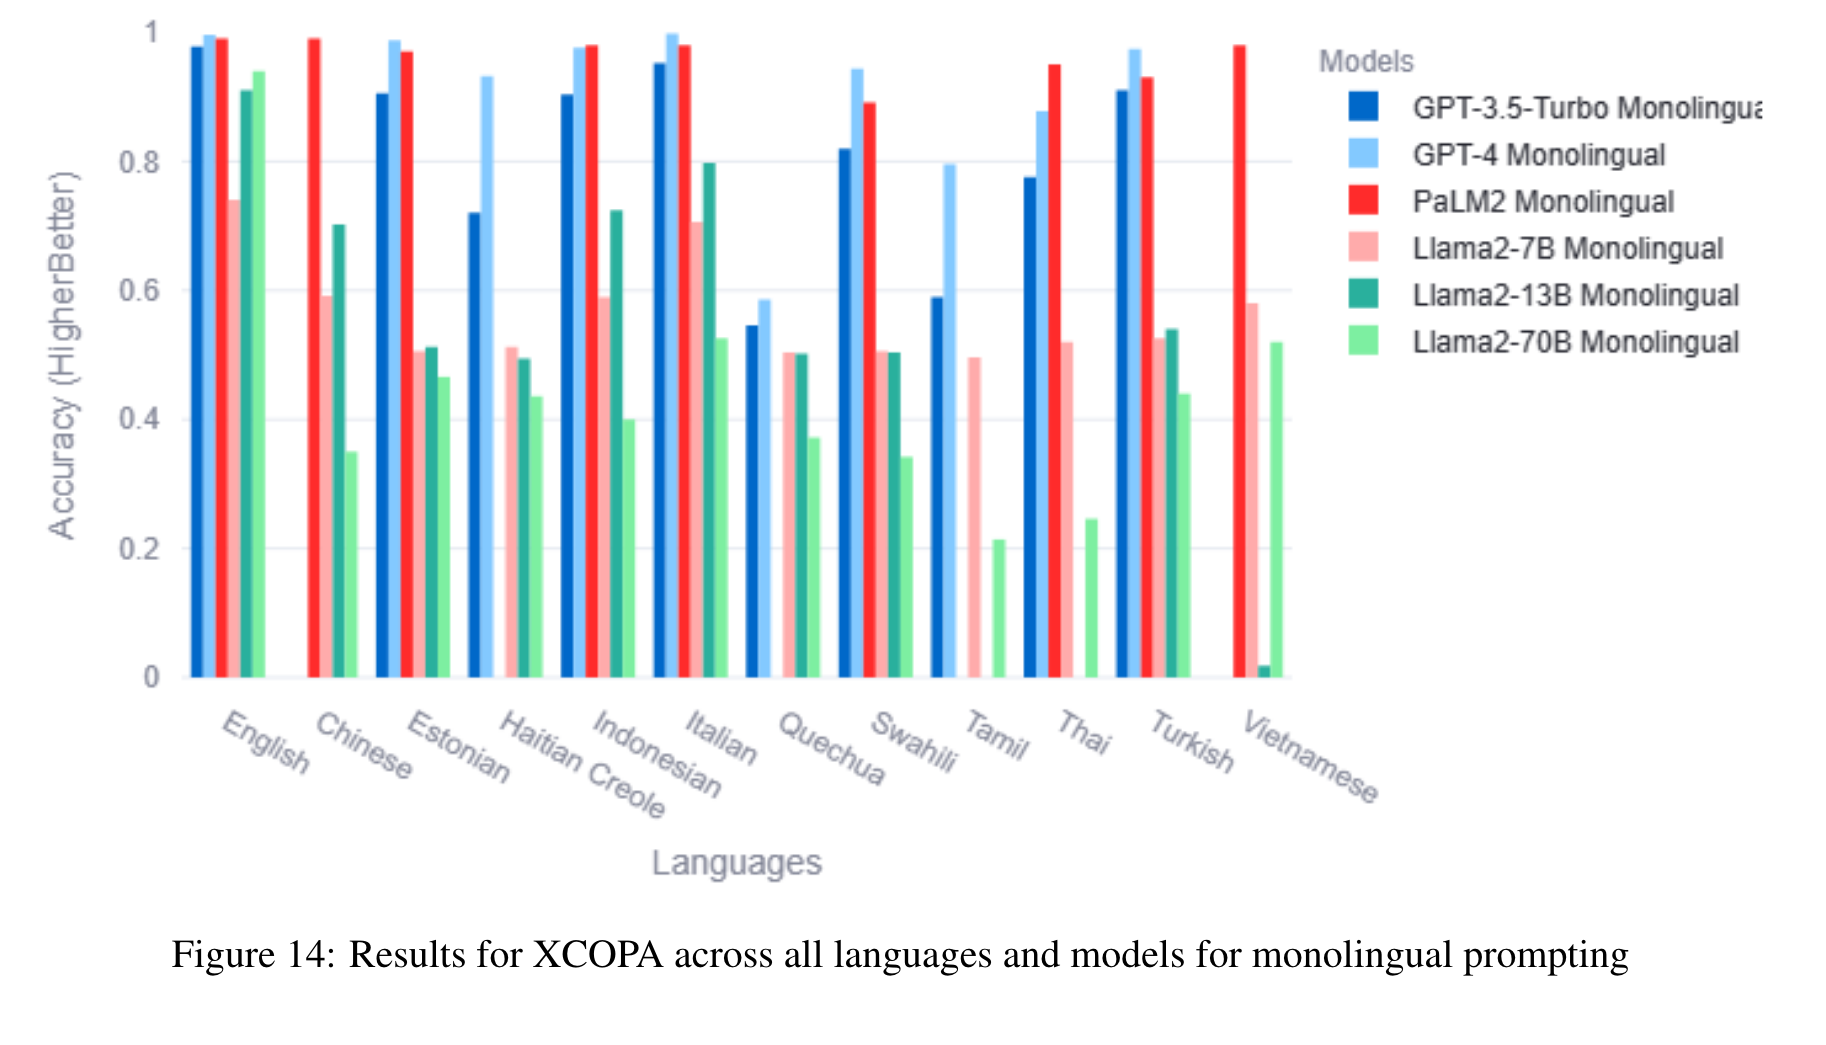 1
0.8
0.6
0.4
0.2
0
Accuracy (HigherBetter)
English
Chinese
Estonian
Haitian Creole
Indonesian
Italian
Quechua
Swahili
Tamil
Thai
Turkish
Vietnamese
Languages
Models
GPT-3.5-Turbo Monolingua
GPT-4 Monolingual
PaLM2 Monolingual
Llama2-7B Monolingual
Llama2-13B Monolingual
Llama2-70B Monolingual
Figure 14: Results for XCOPA across all languages and models for monolingual prompting